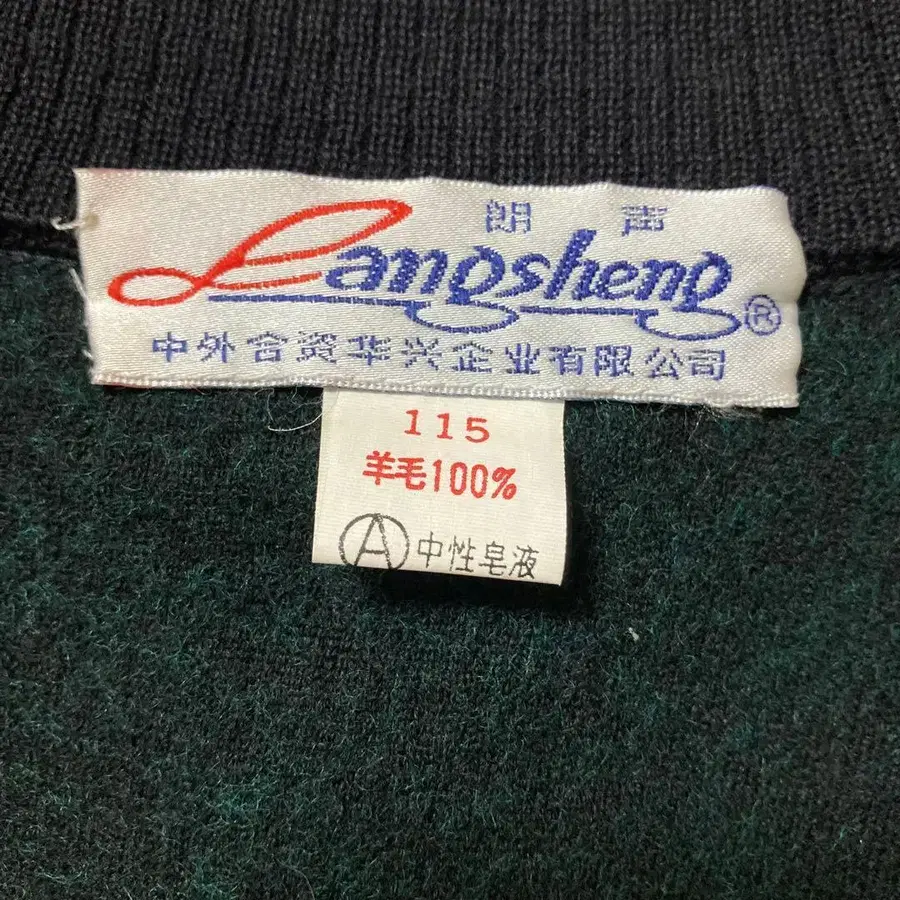 朗声
Langsheng ®
中外合资华兴企业有限公司
115
羊毛100%
Ⓐ中性皂液